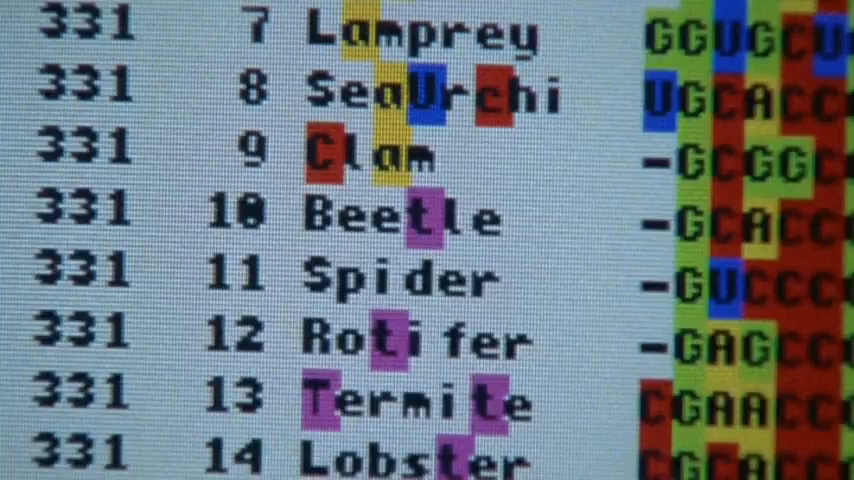 331 7 Lamprey GGUGCU
331 8 SeaUrchi UGCACC
331 9 Clam -GCGGC
331 10 Beetle -GCACC
331 11 Spider -GUCCC
331 12 Rotifer -GAGCC
331 13 Termite CGAACC
331 14 Lobster CGCACC